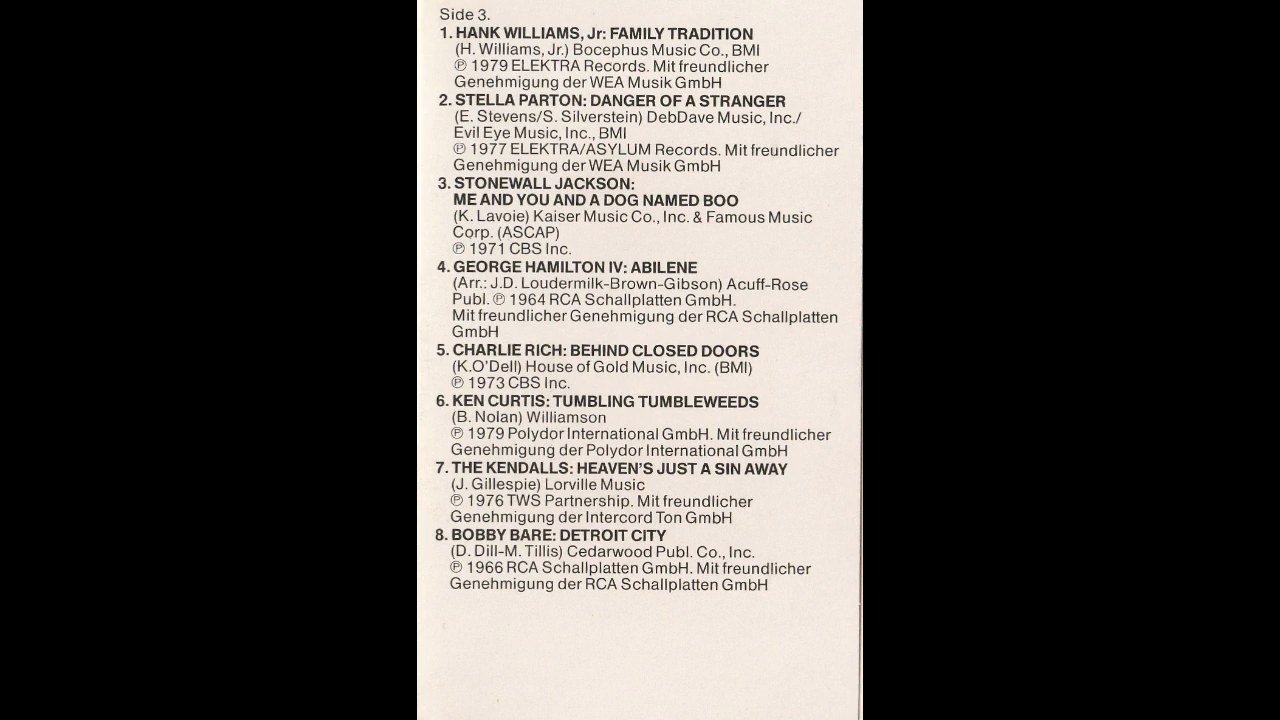 Side 3.
1. HANK WILLIAMS, Jr: FAMILY TRADITION
(H. Williams, Jr.) Bocephus Music Co., BMI
℗ 1979 ELEKTRA Records. Mit freundlicher
Genehmigung der WEA Musik GmbH
2. STELLA PARTON: DANGER OF A STRANGER
(E. Stevens/S. Silverstein) DebDave Music, Inc./
Evil Eye Music, Inc., BMI
℗ 1977 ELEKTRA/ASYLUM Records. Mit freundlicher
Genehmigung der WEA Musik GmbH
3. STONEWALL JACKSON:
ME AND YOU AND A DOG NAMED BOO
(K. Lavoie) Kaiser Music Co., Inc. & Famous Music
Corp. (ASCAP)
℗ 1971 CBS Inc.
4. GEORGE HAMILTON IV: ABILENE
(Arr.: J.D. Loudermilk-Brown-Gibson) Acuff-Rose
Publ. ℗ 1964 RCA Schallplatten GmbH.
Mit freundlicher Genehmigung der RCA Schallplatten
GmbH
5. CHARLIE RICH: BEHIND CLOSED DOORS
(K.O'Dell) House of Gold Music, Inc. (BMI)
℗ 1973 CBS Inc.
6. KEN CURTIS: TUMBLING TUMBLEWEEDS
(B. Nolan) Williamson
℗ 1979 Polydor International GmbH. Mit freundlicher
Genehmigung der Polydor International GmbH
7. THE KENDALLS: HEAVEN'S JUST A SIN AWAY
(J. Gillespie) Lorville Music
℗ 1976 TWS Partnership. Mit freundlicher
Genehmigung der Intercord Ton GmbH
8. BOBBY BARE: DETROIT CITY
(D. Dill-M. Tillis) Cedarwood Publ. Co., Inc.
℗ 1966 RCA Schallplatten GmbH. Mit freundlicher
Genehmigung der RCA Schallplatten GmbH